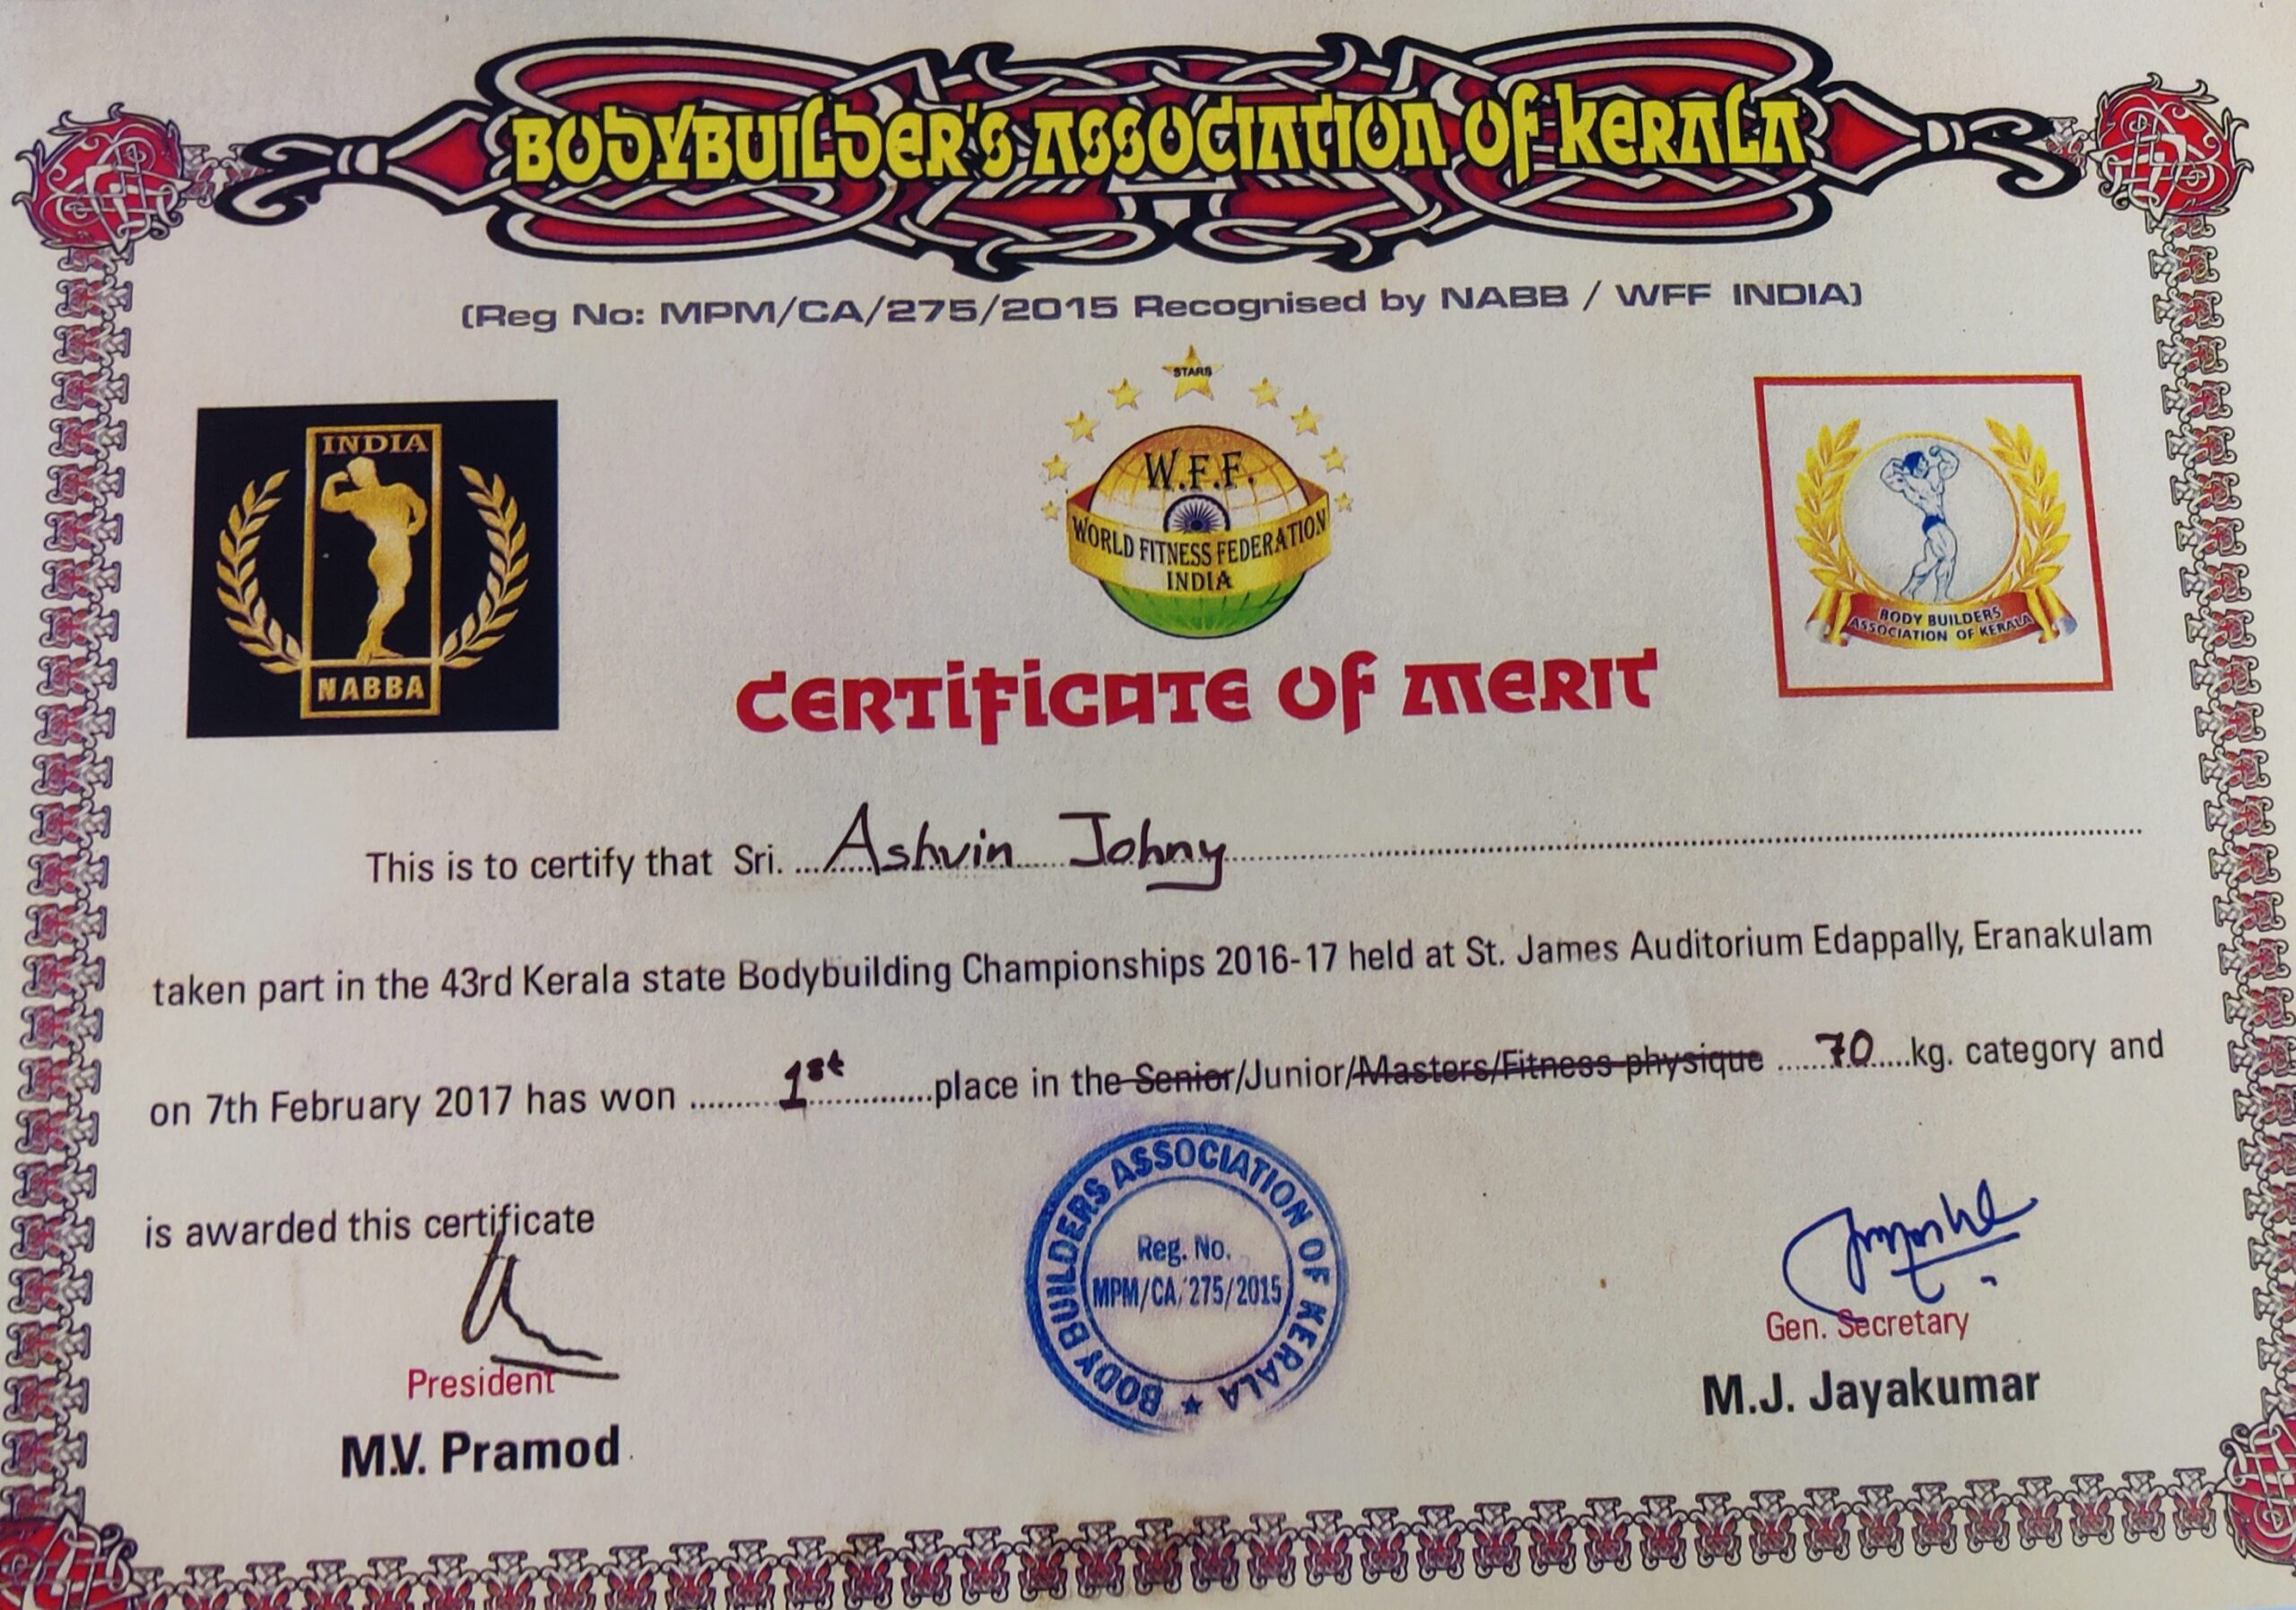 BODYBUILDER'S ASSOCIATION OF KERALA
(Reg No: MPM/CA/275/2015 Recognised by NABB / WFF INDIA)
INDIA
NABBA
STARS
W.F.F.
WORLD FITNESS FEDERATION
INDIA
BODY BUILDERS
ASSOCIATION OF KERALA
CERTIFICATE OF MERIT
This is to certify that Sri. Ashvin Johny
taken part in the 43rd Kerala state Bodybuilding Championships 2016-17 held at St. James Auditorium Edappally, Eranakulam
on 7th February 2017 has won 1st place in the Senior/Junior/Masters/Fitness physique 70 kg. category and
is awarded this certificate
BODY BUILDERS ASSOCIATION OF KERALA
Reg. No.
MPM/CA/275/2015
President
M.V. Pramod
Gen. Secretary
M.J. Jayakumar